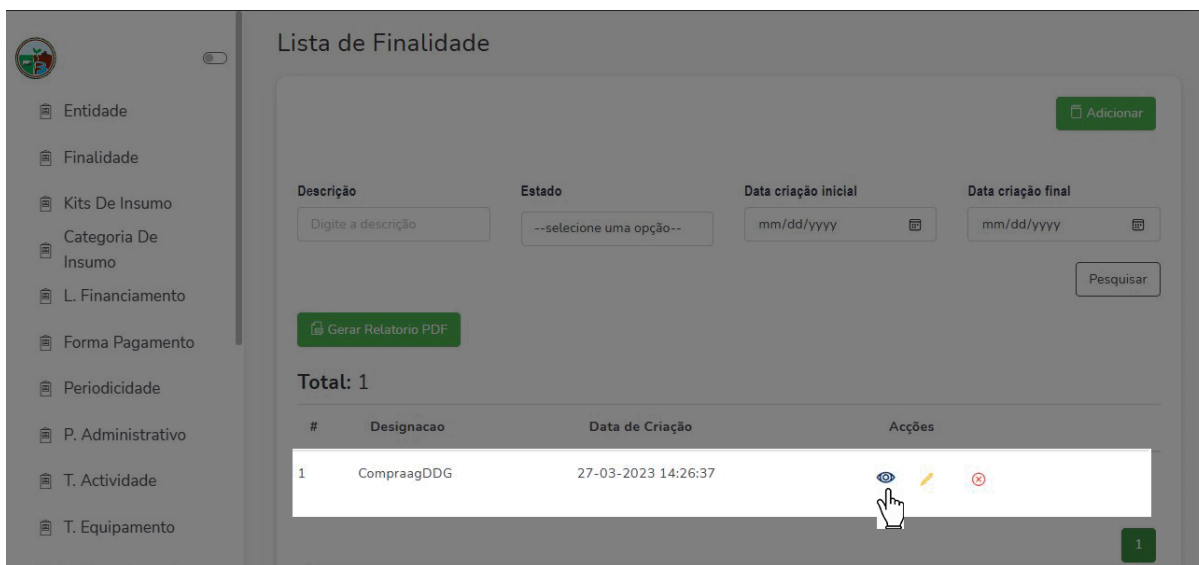 Lista de Finalidade
Entidade
Finalidade
Kits De Insumo
Categoria De
Insumo
L. Financiamento
Forma Pagamento
Periodicidade
P. Administrativo
T. Actividade
T. Equipamento
Adicionar
Descrição Estado Data criação inicial Data criação final
Digite a descrição --selecione uma opção-- mm/dd/yyyy mm/dd/yyyy
Pesquisar
Gerar Relatorio PDF
Total: 1
# Designacao Data de Criação Acções
1 CompraagDDG 27-03-2023 14:26:37
1